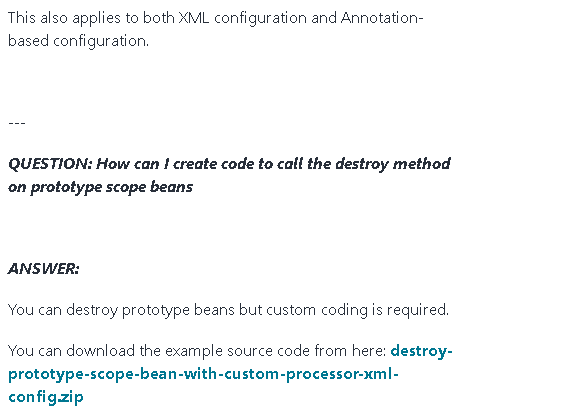 This also applies to both XML configuration and Annotation-
based configuration.
---
QUESTION: How can I create code to call the destroy method
on prototype scope beans
ANSWER:
You can destroy prototype beans but custom coding is required.
You can download the example source code from here: destroy-
prototype-scope-bean-with-custom-processor-xml-
config.zip